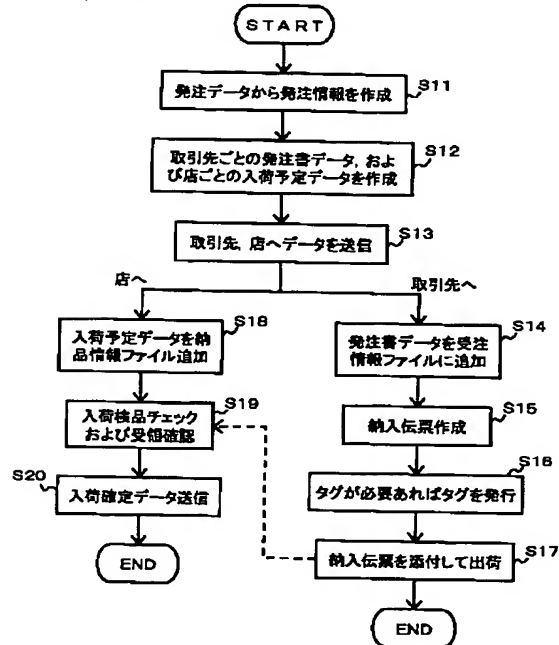 START
発注データから発注情報を作成
S11
取引先ごとの発注書データ,およ
び店ごとの入荷予定データを作成
S12
取引先,店へデータを送信
S13
店へ
取引先へ
入荷予定データを納
品情報ファイル追加
S18
入荷検品チェック
および受領確認
S19
入荷確定データ送信
S20
END
発注書データを受注
情報ファイルに追加
S14
納入伝票作成
S15
タグが必要あればタグを発行
S16
納入伝票を添付して出荷
S17
END